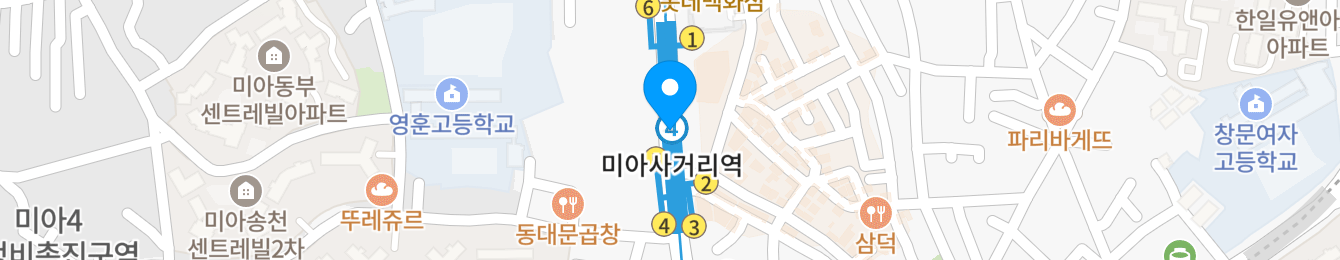 6
롯데백화점
1
한일유앤아
아파트
미아동부
센트레빌아파트
영훈고등학교
4
파리바게뜨
창문여자
고등학교
미아사거리역
2
미아4
미아송천
센트레빌2차
뚜레쥬르
동대문곱창
4
3
삼덕